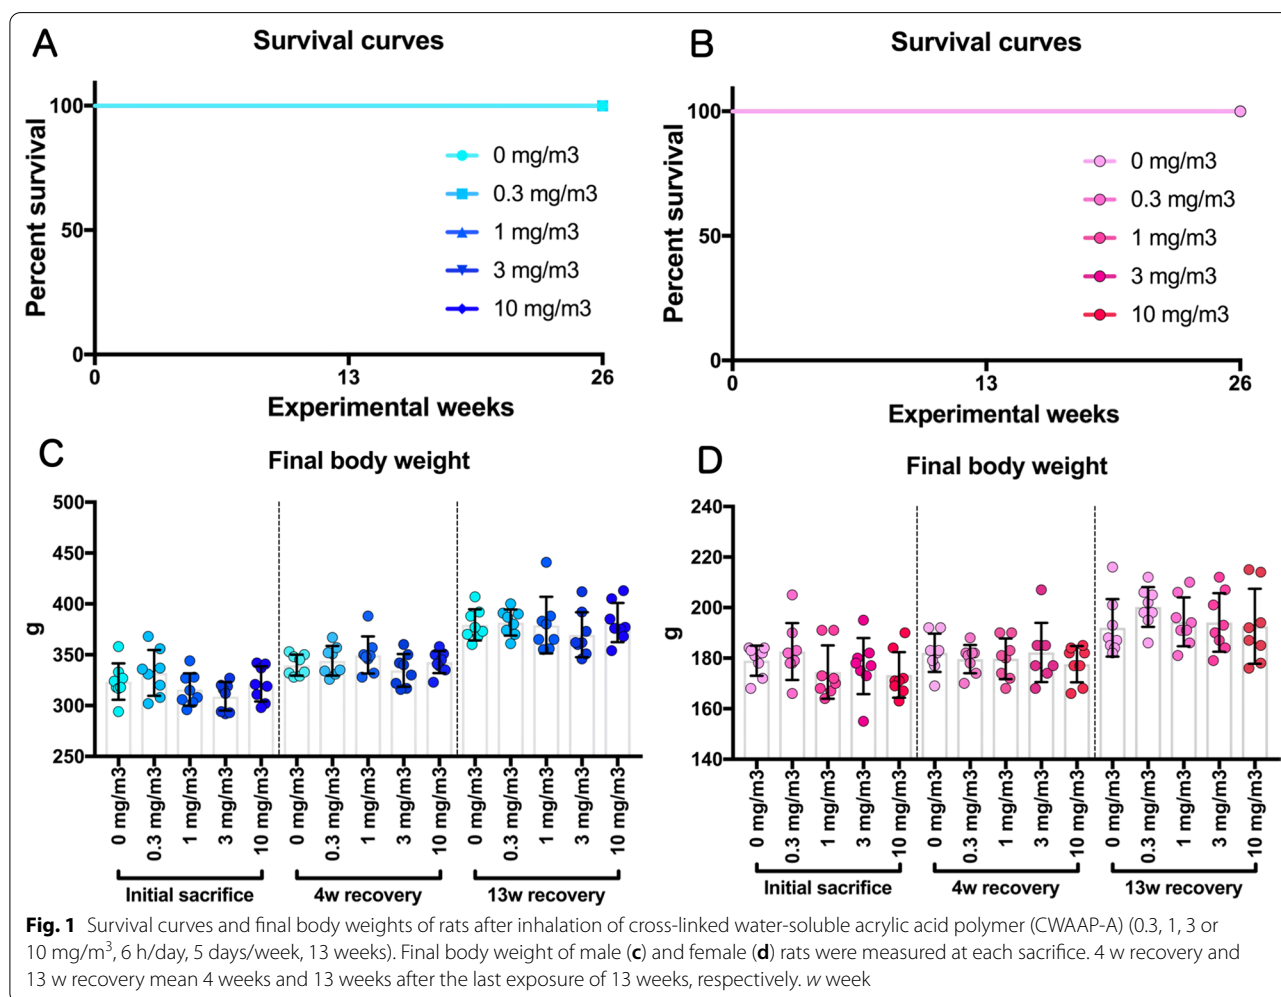 A
Survival curves
Percent survival
100
50
0
0
13
26
Experimental weeks
0 mg/m3
0.3 mg/m3
1 mg/m3
3 mg/m3
10 mg/m3
B
Survival curves
Percent survival
100
50
0
0
13
26
Experimental weeks
0 mg/m3
0.3 mg/m3
1 mg/m3
3 mg/m3
10 mg/m3
C
Final body weight
g
500
450
400
350
300
250
0 mg/m3
0.3 mg/m3
1 mg/m3
3 mg/m3
10 mg/m3
0 mg/m3
0.3 mg/m3
1 mg/m3
3 mg/m3
10 mg/m3
0 mg/m3
0.3 mg/m3
1 mg/m3
3 mg/m3
10 mg/m3
Initial sacrifice
4w recovery
13w recovery
D
Final body weight
g
240
220
200
180
160
140
0 mg/m3
0.3 mg/m3
1 mg/m3
3 mg/m3
10 mg/m3
0 mg/m3
0.3 mg/m3
1 mg/m3
3 mg/m3
10 mg/m3
0 mg/m3
0.3 mg/m3
1 mg/m3
3 mg/m3
10 mg/m3
Initial sacrifice
4w recovery
13w recovery
Fig. 1 Survival curves and final body weights of rats after inhalation of cross-linked water-soluble acrylic acid polymer (CWAAP-A) (0.3, 1, 3 or
10 mg/m³, 6 h/day, 5 days/week, 13 weeks). Final body weight of male (c) and female (d) rats were measured at each sacrifice. 4 w recovery and
13 w recovery mean 4 weeks and 13 weeks after the last exposure of 13 weeks, respectively. w week